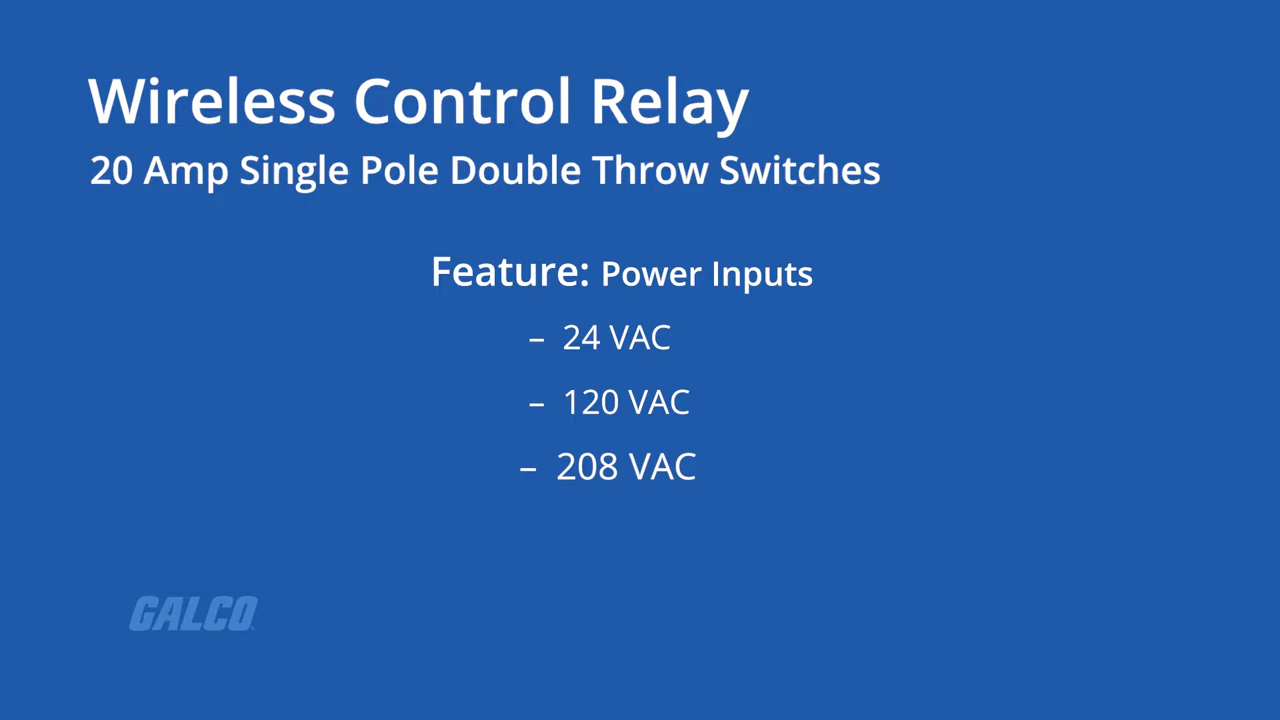 Wireless Control Relay
20 Amp Single Pole Double Throw Switches
Feature: Power Inputs
– 24 VAC
– 120 VAC
– 208 VAC
GALCO